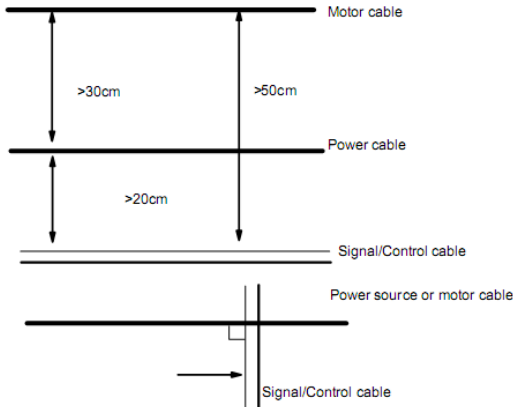 Motor cable
>30cm
>50cm
Power cable
>20cm
Signal/Control cable
Power source or motor cable
Signal/Control cable